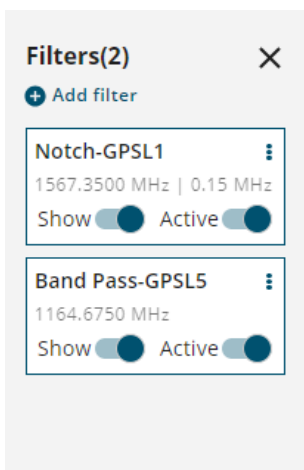 Filters(2)
Add filter
Notch-GPSL1
1567.3500 MHz | 0.15 MHz
Show Active
Band Pass-GPSL5
1164.6750 MHz
Show Active